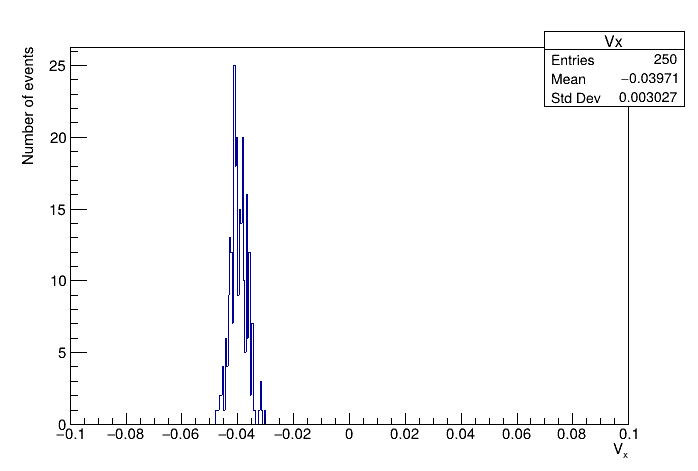 Vx
Entries 250
Mean −0.03971
Std Dev 0.003027
Number of events
25
20
15
10
5
0
−0.1 −0.08 −0.06 −0.04 −0.02 0 0.02 0.04 0.06 0.08 0.1
Vx